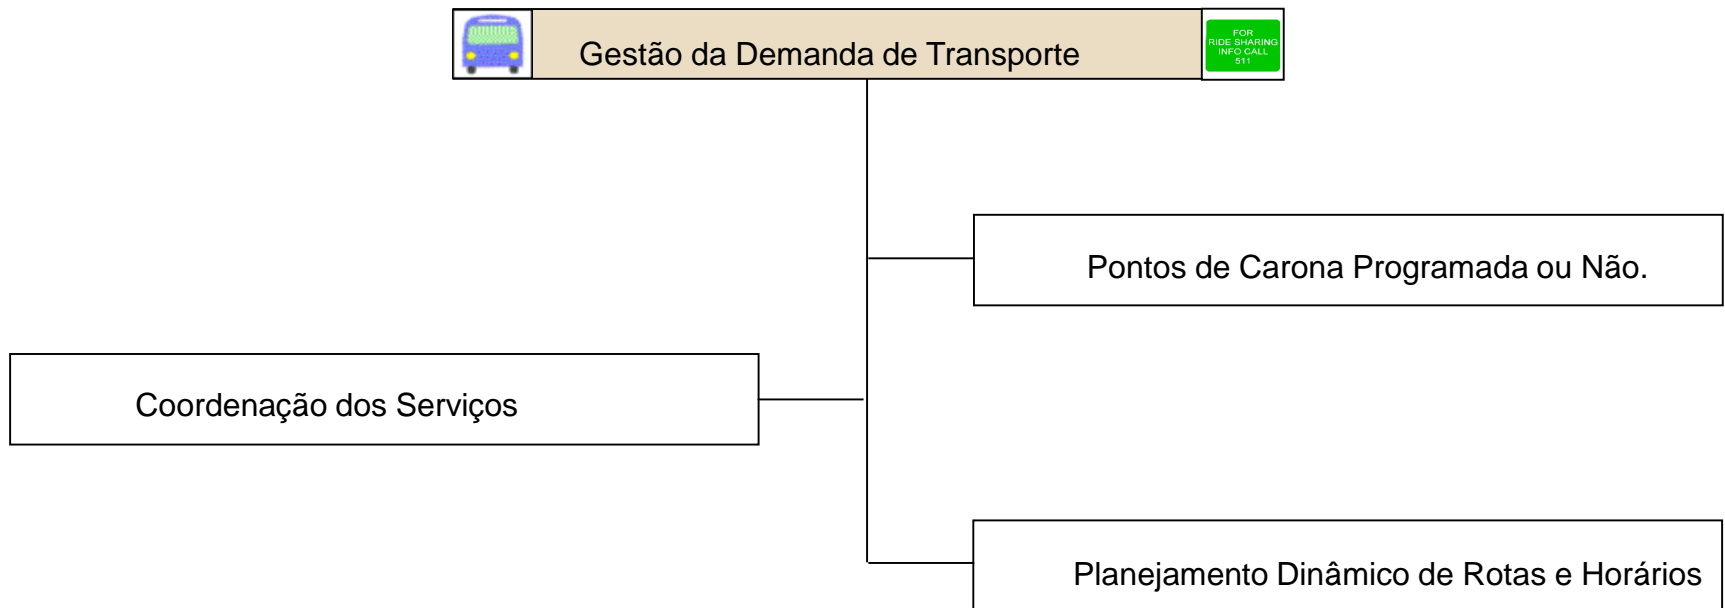 Gestão da Demanda de Transporte
FOR
RIDE SHARING
INFO CALL
511
Pontos de Carona Programada ou Não.
Coordenação dos Serviços
Planejamento Dinâmico de Rotas e Horários